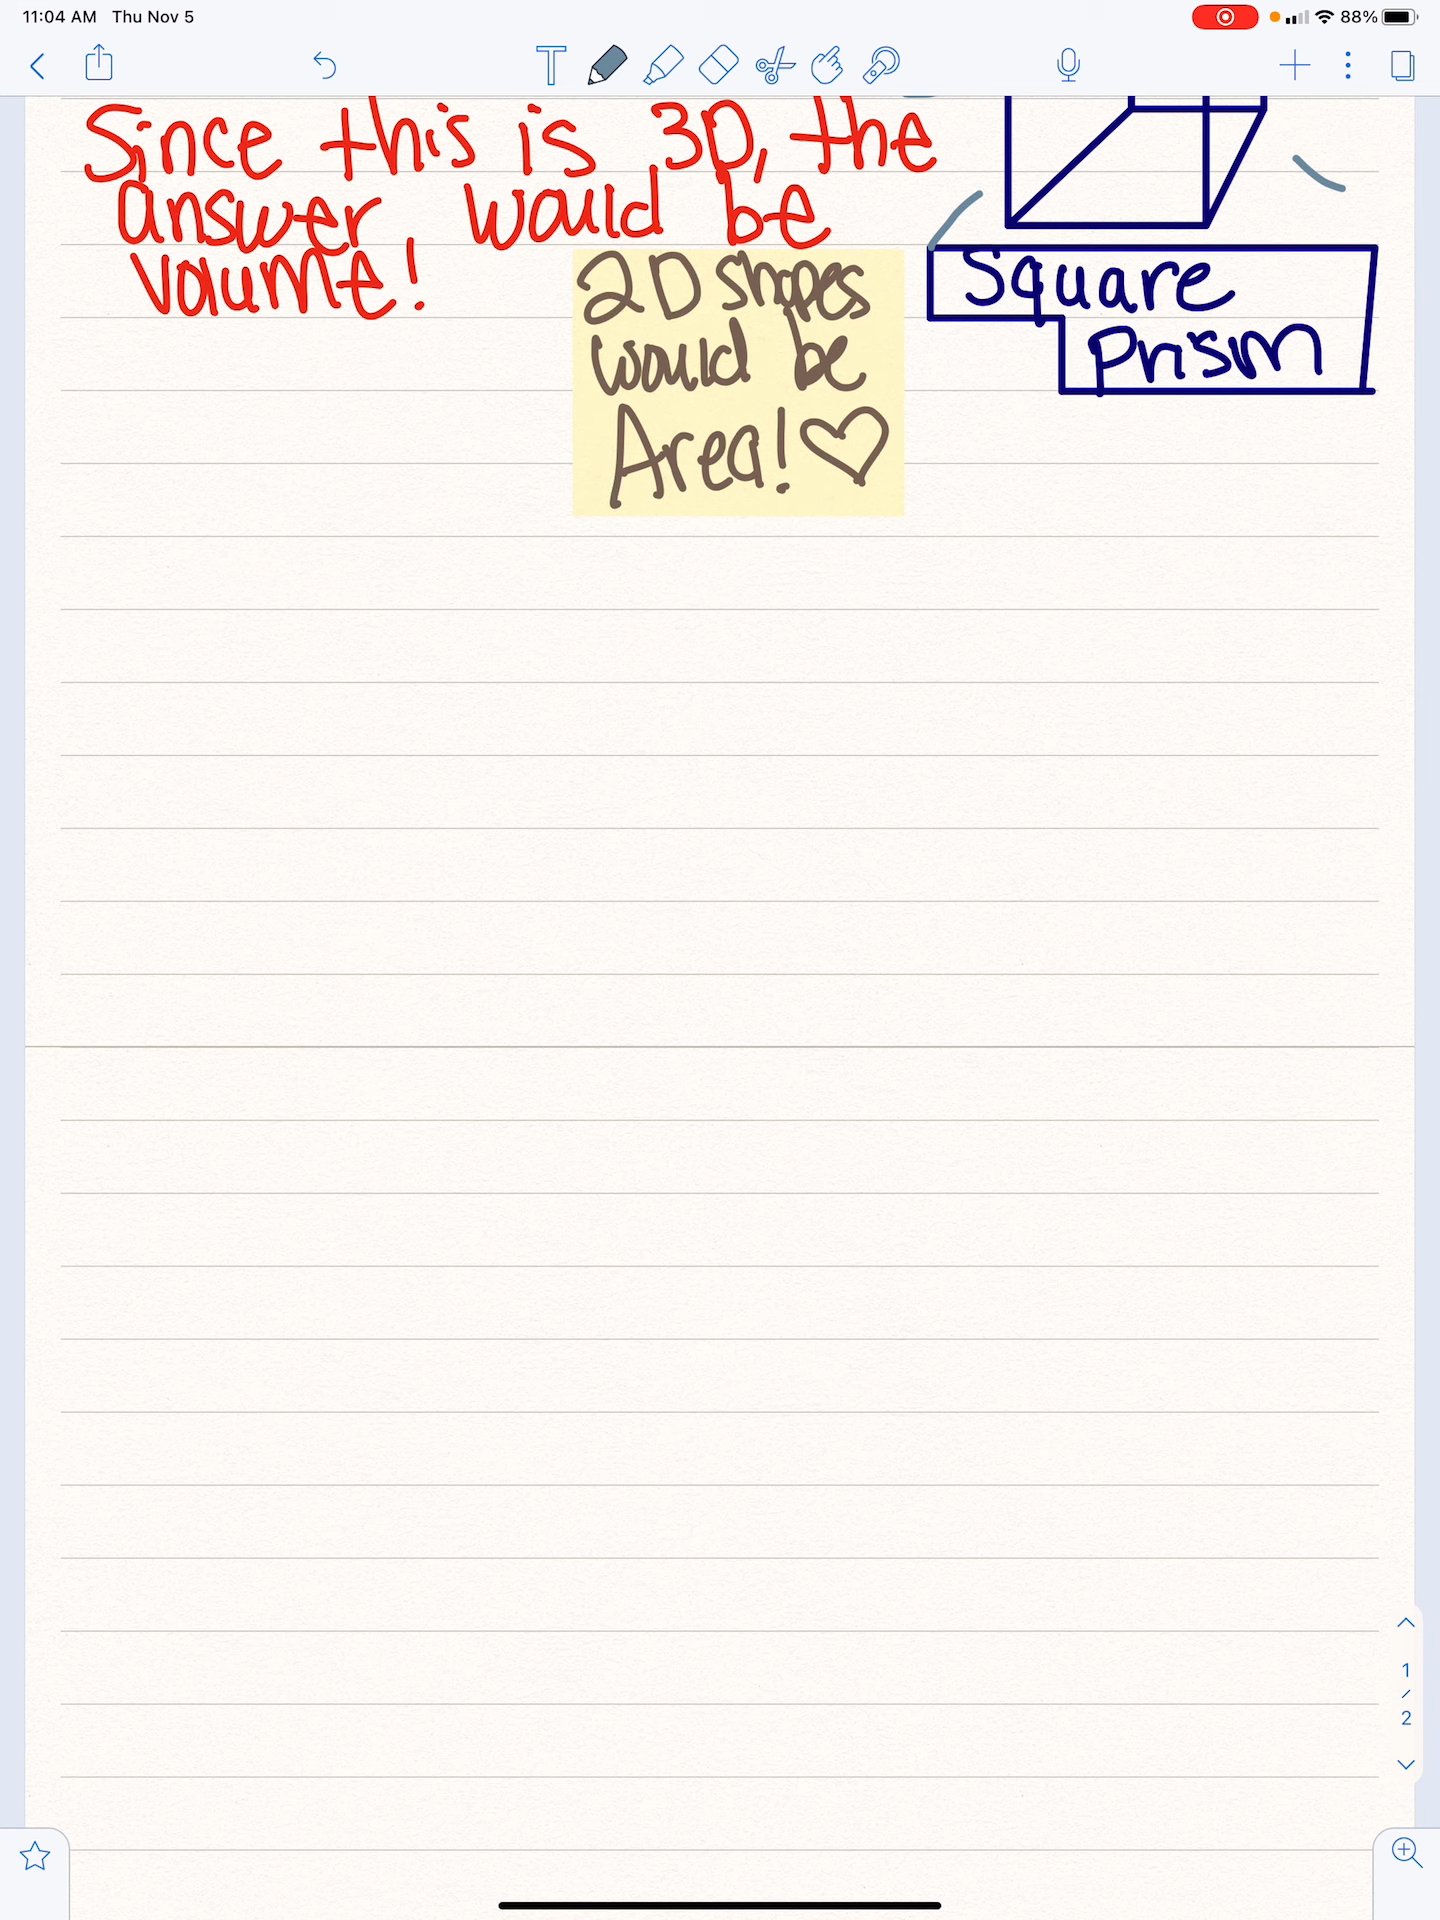 11:04 AM Thu Nov 5
88%
Since this is 3D, the
answer would be
volume!
2D shapes
would be
Area!
Square
Prism
1
/
2